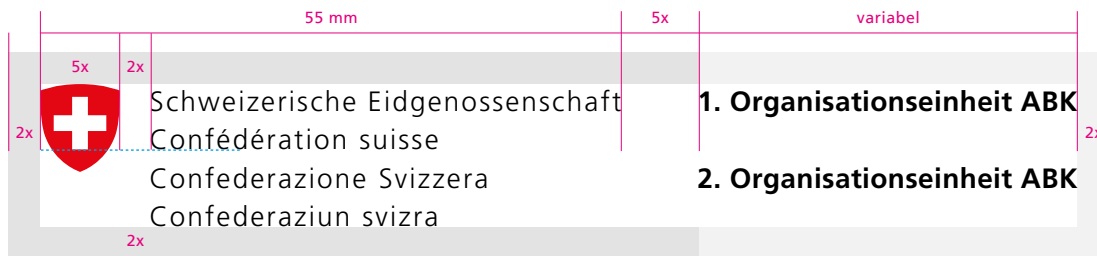 55 mm 5x variabel
5x 2x
Schweizerische Eidgenossenschaft 1. Organisationseinheit ABK
2x 2x
Confédération suisse
Confederazione Svizzera 2. Organisationseinheit ABK
Confederaziun svizra
2x